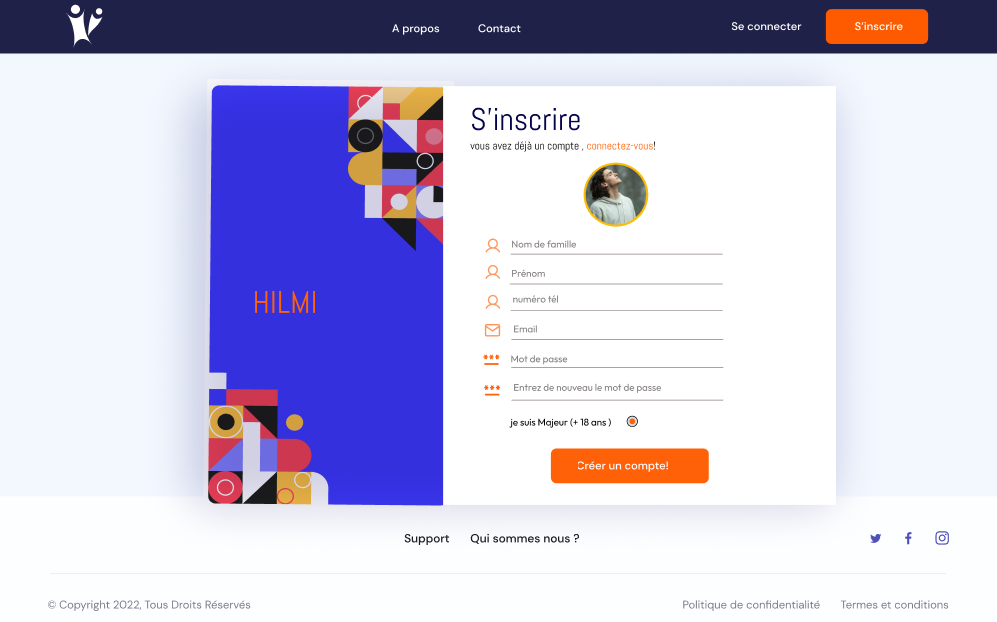 A propos
Contact
Se connecter
S'inscrire
S'inscrire
vous avez déjà un compte , connectez-vous!
HILMI
Nom de famille
Prénom
numéro tél
Email
Mot de passe
Entrez de nouveau le mot de passe
je suis Majeur (+ 18 ans )
Créer un compte!
Support
Qui sommes nous ?
© Copyright 2022, Tous Droits Réservés
Politique de confidentialité
Termes et conditions